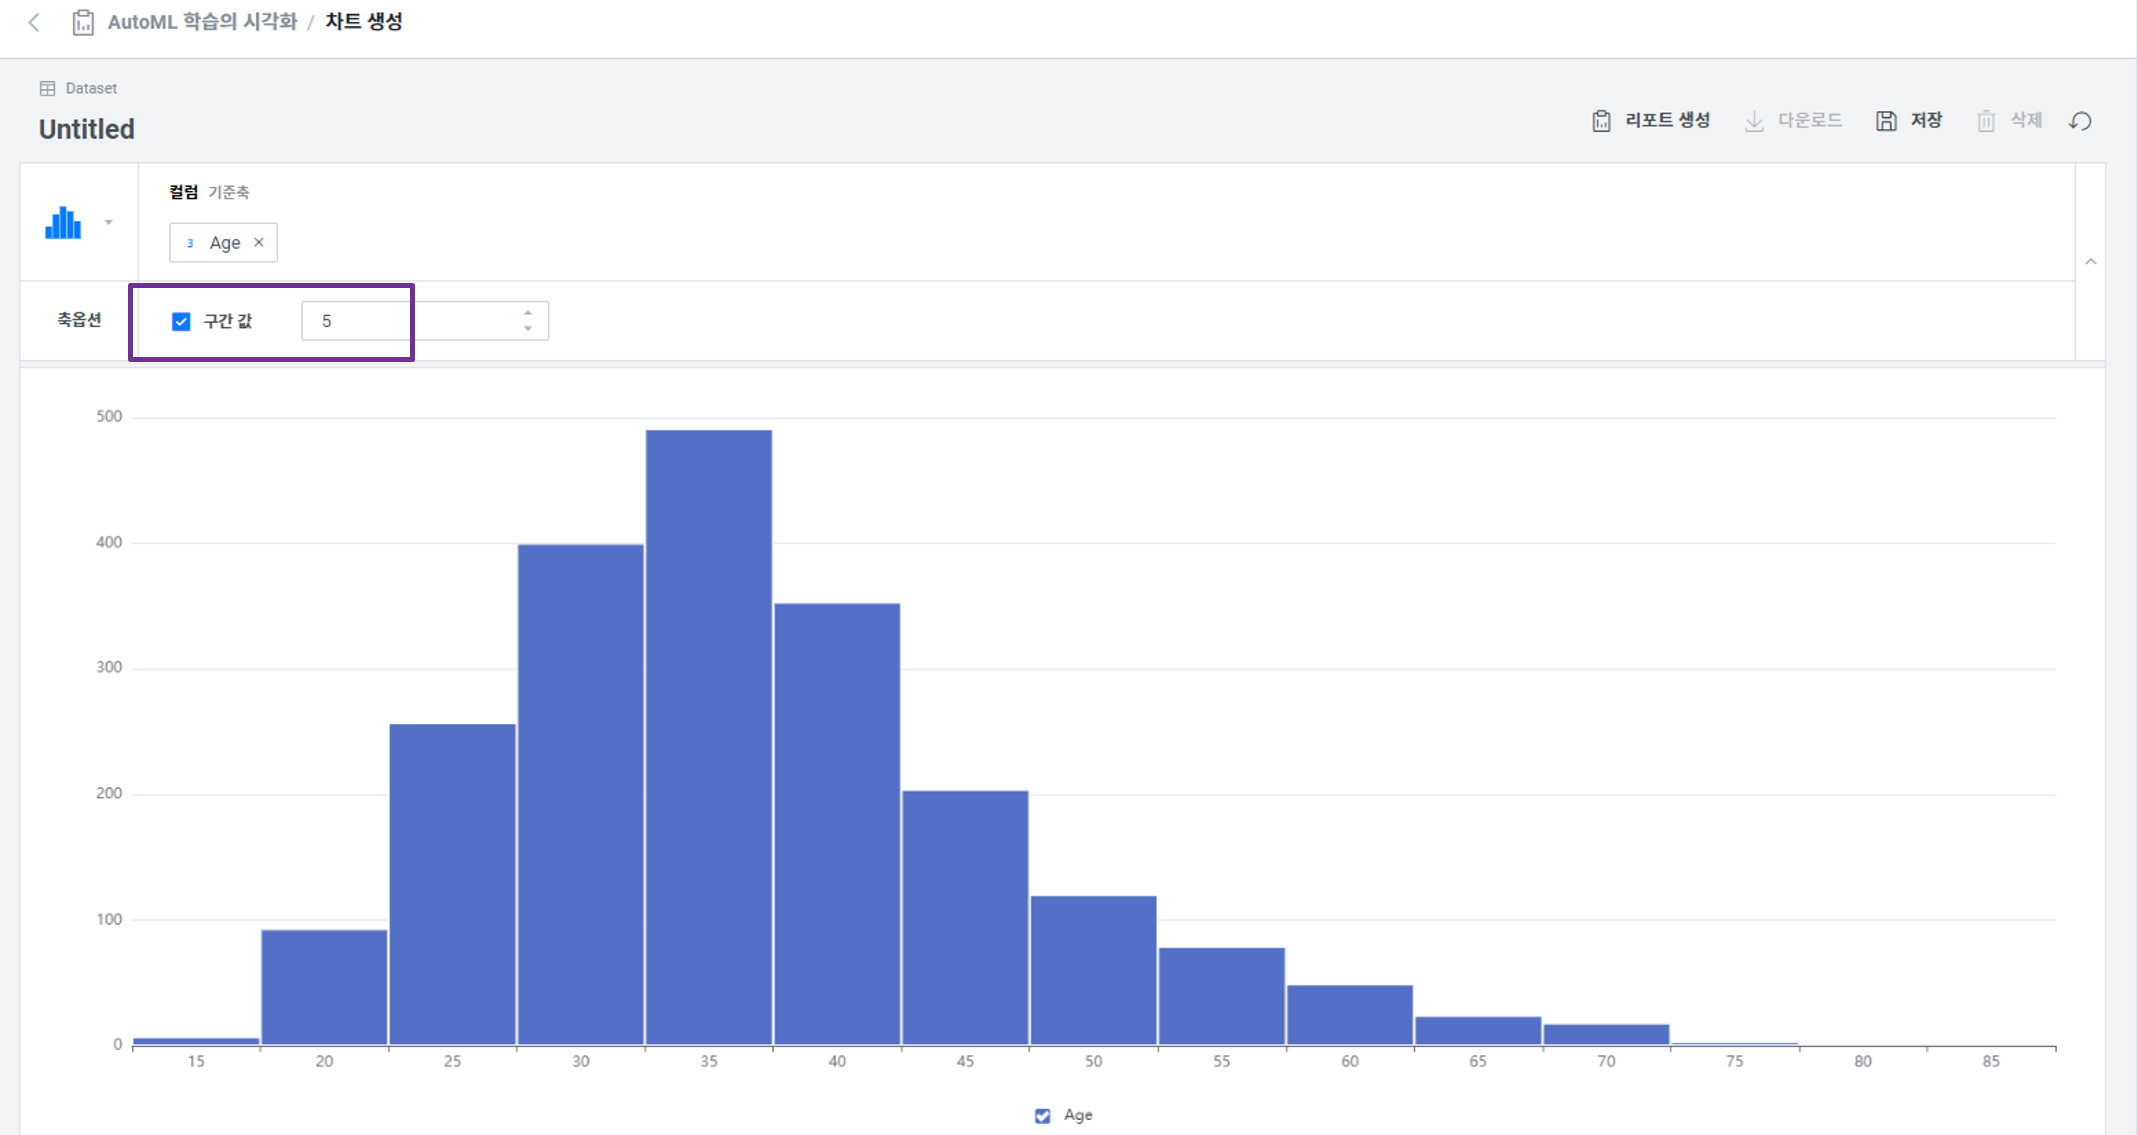 AutoML 학습의 시각화 / 차트 생성
Dataset
Untitled
리포트 생성 다운로드 저장 삭제
컬럼 기준축
3 Age ×
축옵션 구간 값 5
500
400
300
200
100
0
15 20 25 30 35 40 45 50 55 60 65 70 75 80 85
Age